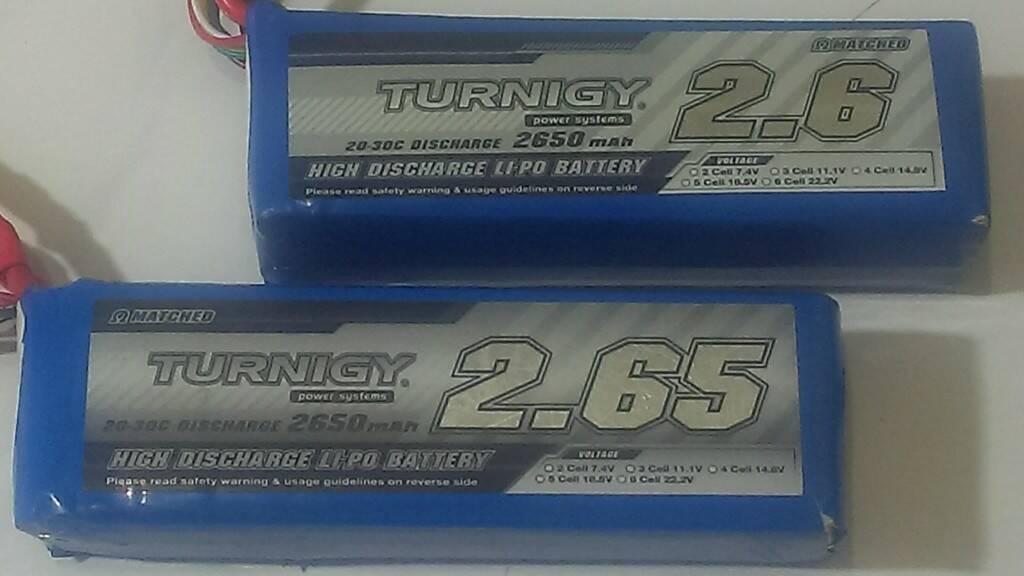 ΩMATCHED
TURNIGY®
power systems
2.6
20-30C DISCHARGE 2650 mAh
HIGH DISCHARGE LI-PO BATTERY
Please read safety warning & usage guidelines on reverse side
VOLTAGE
2 Cell 7.4V 3 Cell 11.1V 4 Cell 14.8V
5 Cell 18.5V 6 Cell 22.2V
ΩMATCHED
TURNIGY®
power systems
2.65
20-30C DISCHARGE 2650mAh
HIGH DISCHARGE LI-PO BATTERY
Please read safety warning & usage guidelines on reverse side
VOLTAGE
2 Cell 7.4V 3 Cell 11.1V 4 Cell 14.8V
5 Cell 18.5V 6 Cell 22.2V